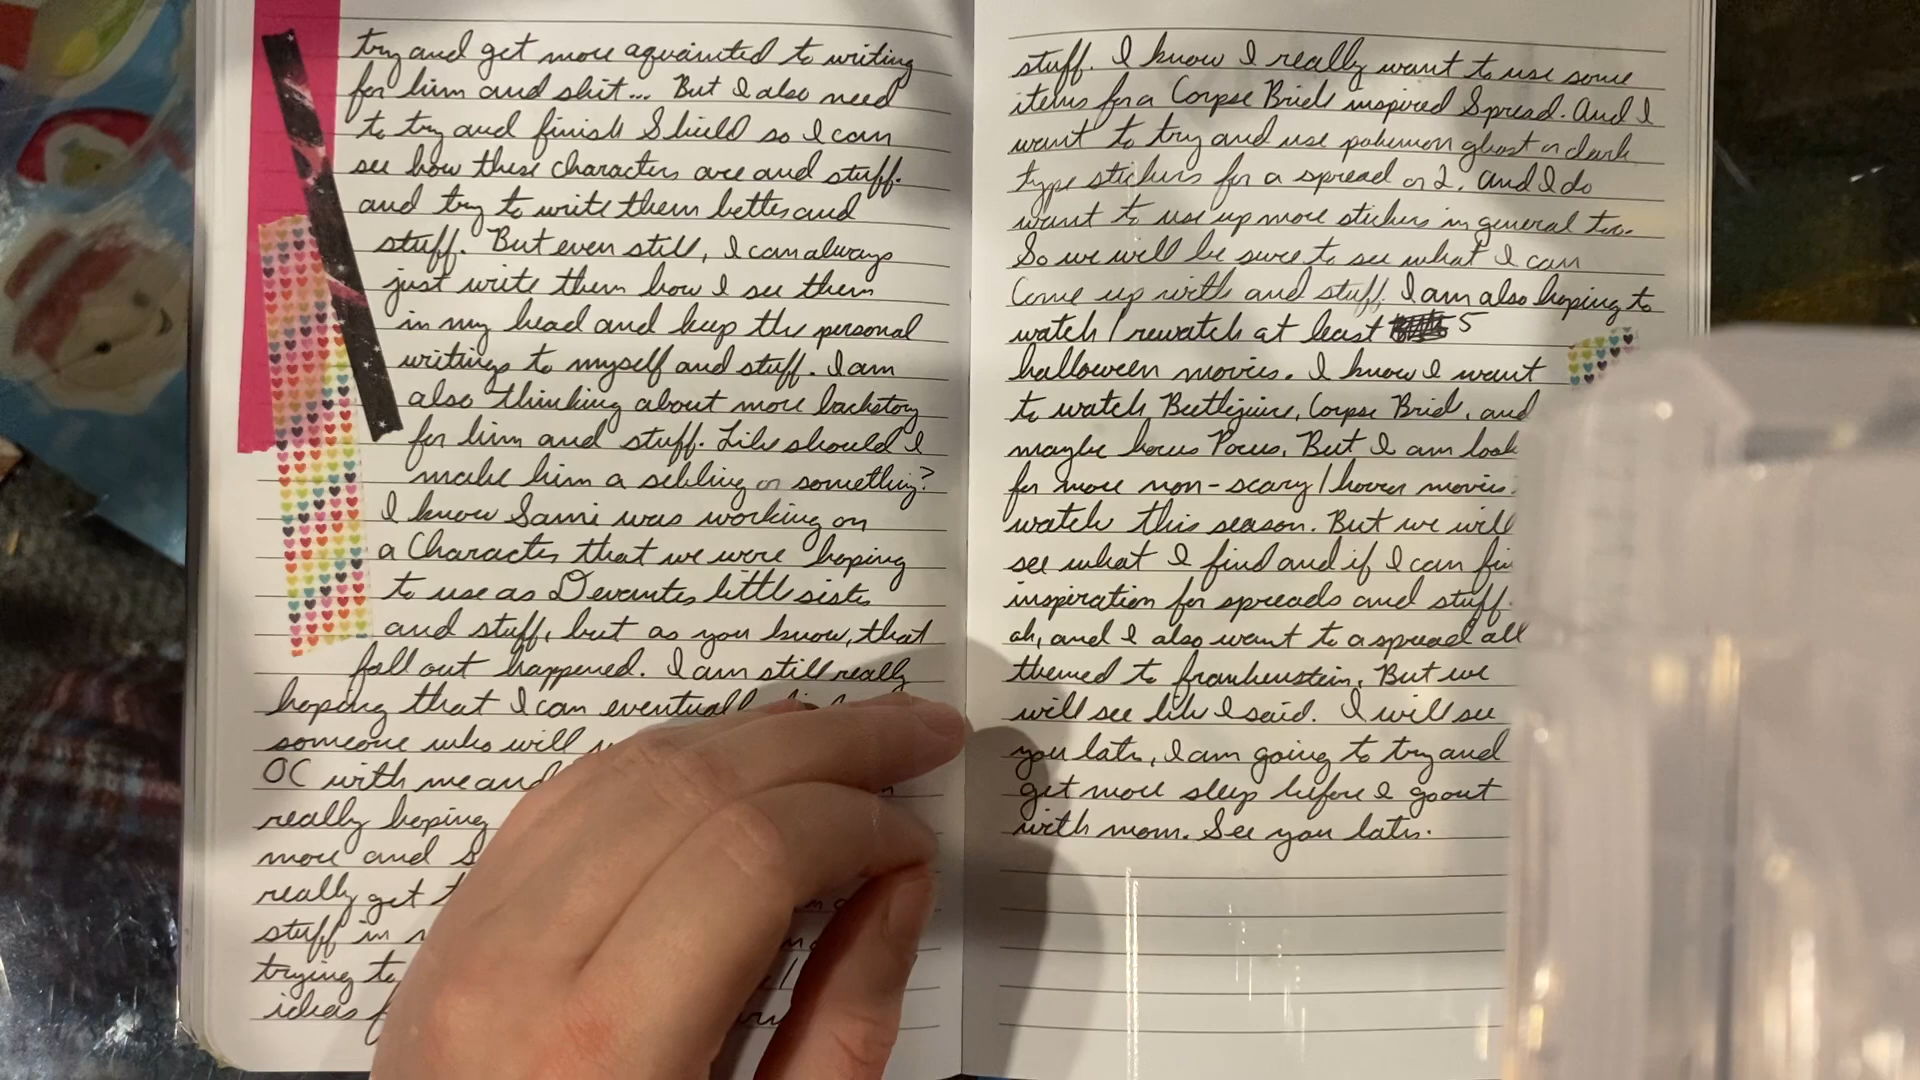 try and get more aquainted to writing
for him and shit... But I also need
to try and finish Shield so I can
see how these characters are and stuff.
and try to write them better and
stuff. But even still, I can always
just write them how I see them
in my head and keep the personal
writings to myself and stuff. I am
also thinking about more backstory
for him and stuff. Like should I
make him a sibling or something?
I know Sami was working on
a Character that we were hoping
to use as Devantes little sister
and stuff, but as you know, that
fall out happened. I am still really
hoping that I can eventually
someone who will
OC with me and
really hoping
more and
really get
stuff in
trying to
ideas
stuff. I know I really want to use some
items for a Corpse Bride inspired Spread. And I
want to try and use pokemon ghost or dark
type stickers for a spread or 2. And I do
want to use up more stickers in general too.
So we will be sure to see what I can
Come up with and stuff. I am also hoping to
watch / rewatch at least 5
halloween movies. I know I want
to watch Beetlejuice, Corpse Bride, and
maybe hocus Pocus. But I am look
for more non-scary / horror movies
watch this season. But we will
see what I find and if I can fin
inspiration for spreads and stuff.
oh, and I also want to a spread all
themed to frankenstein. But we
will see like I said. I will see
you later, I am going to try and
get more sleep before I go out
with mom. See you later.